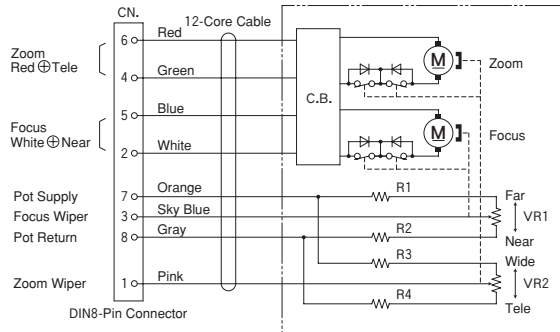 CN.
12-Core Cable
Zoom
Red ⊕Tele
6
Red
4
Green
Focus
White ⊕Near
5
Blue
2
White
C.B.
M
Zoom
M
Focus
Pot Supply
7
Orange
R1
Far
Focus Wiper
3
Sky Blue
VR1
Pot Return
8
Gray
R2
Near
R3
Wide
Zoom Wiper
1
Pink
VR2
R4
Tele
DIN8-Pin Connector